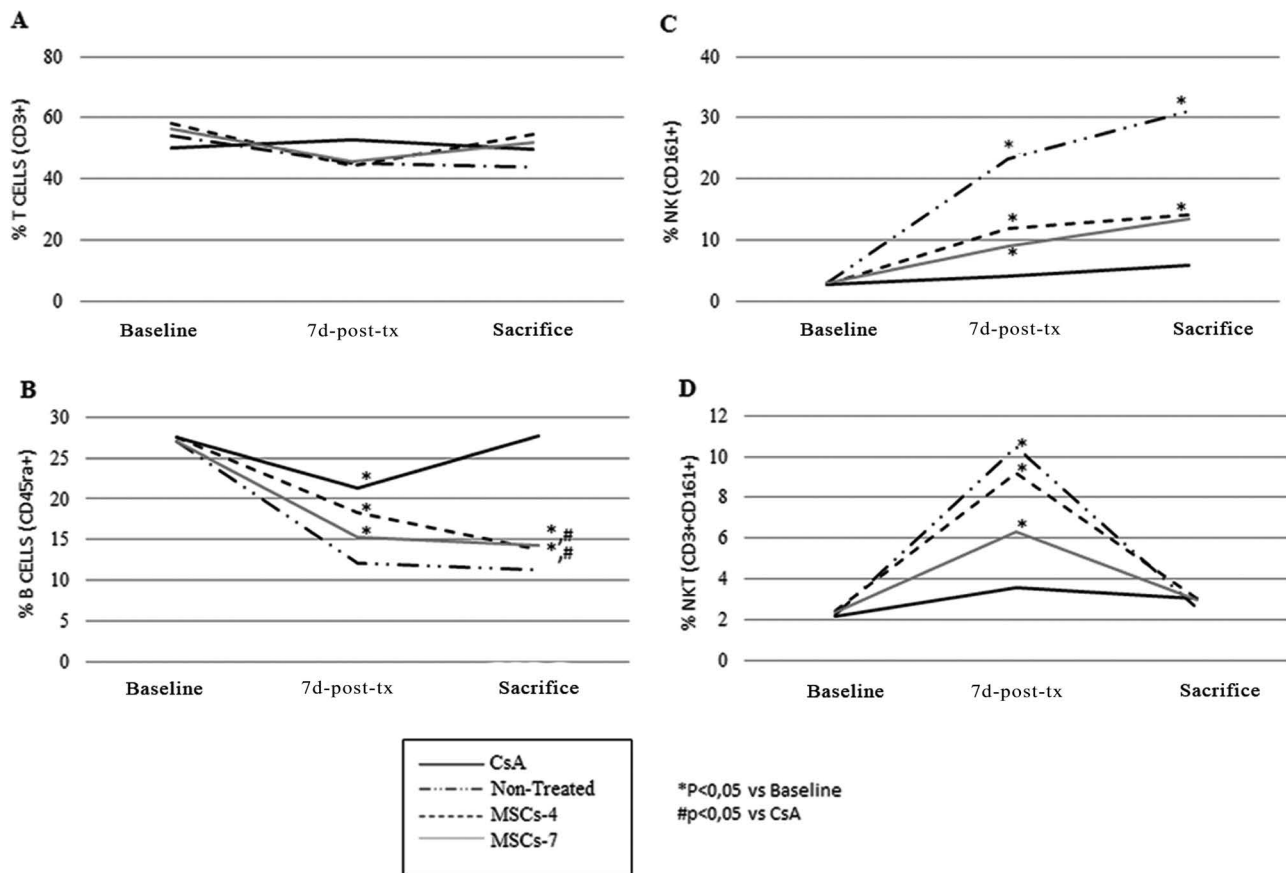 A
% T CELLS (CD3+)
80
60
40
20
0
Baseline
7d-post-tx
Sacrifice
C
% NK (CD161+)
40
30
20
10
0
*
*
*
*
*
Baseline
7d-post-tx
Sacrifice
B
% B CELLS (CD45ra+)
30
25
20
15
10
5
0
*
*
*
*,#
*,#
Baseline
7d-post-tx
Sacrifice
D
% NKT (CD3+CD161+)
12
10
8
6
4
2
0
*
*
*
Baseline
7d-post-tx
Sacrifice
CsA
Non-Treated
MSCs-4
MSCs-7
*P<0,05 vs Baseline
#p<0,05 vs CsA